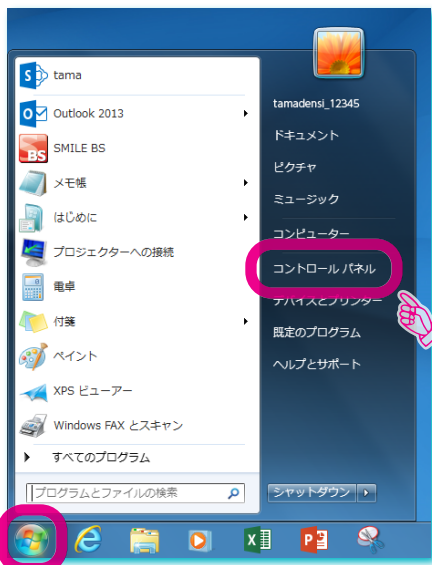 tama
Outlook 2013
SMILE BS
メモ帳
はじめに
プロジェクターへの接続
電卓
付箋
ペイント
XPS ビューアー
Windows FAX とスキャン
すべてのプログラム
プログラムとファイルの検索
tamadensi_12345
ドキュメント
ピクチャ
ミュージック
コンピューター
コントロール パネル
デバイスとプリンター
既定のプログラム
ヘルプとサポート
シャットダウン